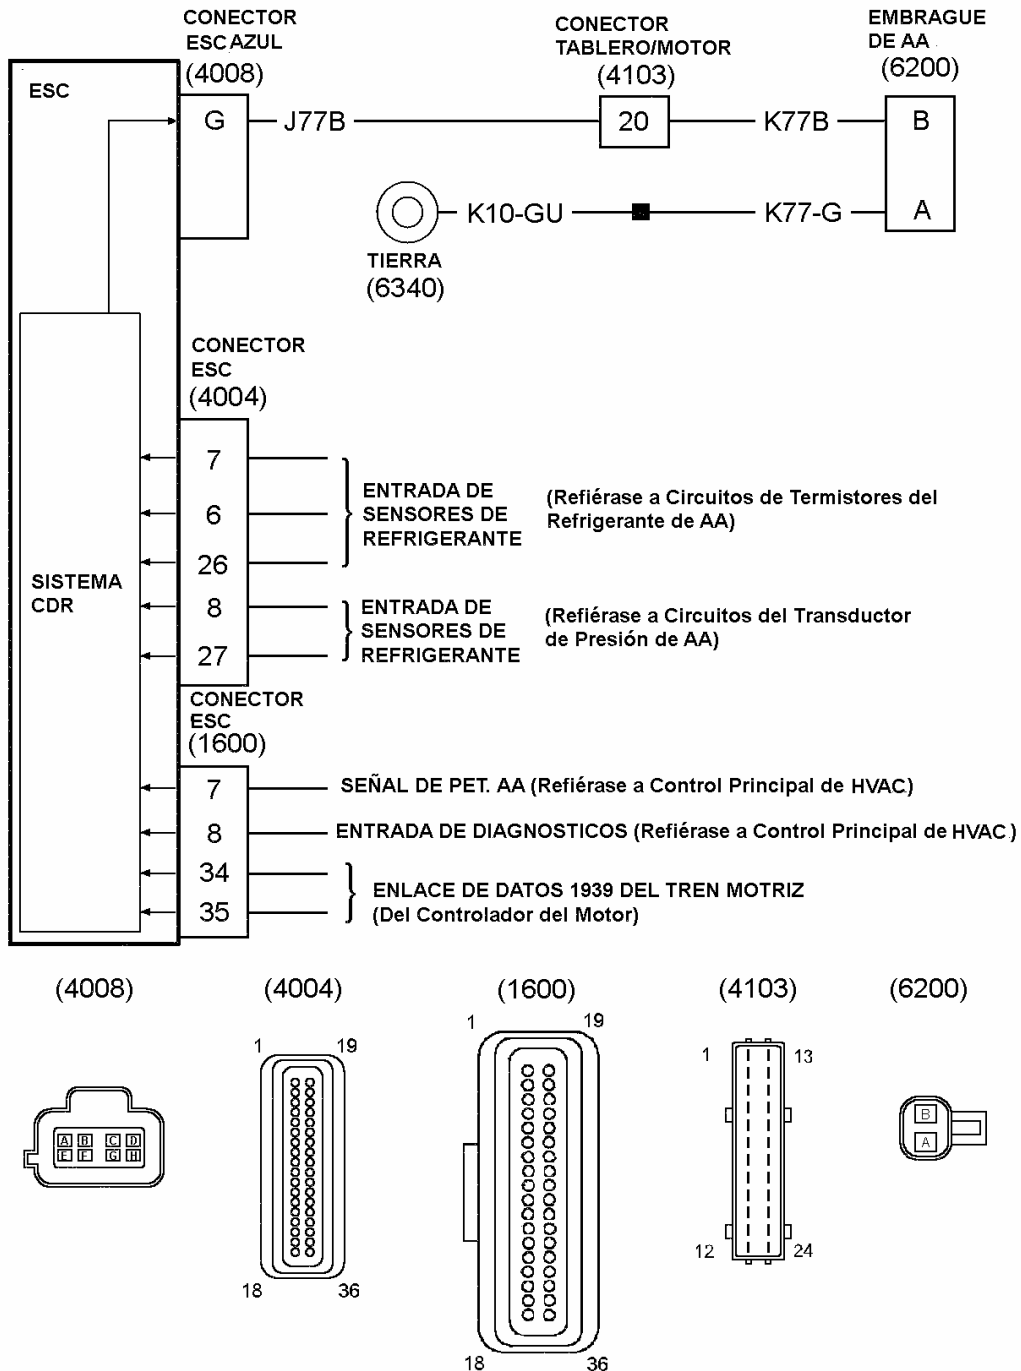 CONECTOR
ESC AZUL
(4008)
CONECTOR
TABLERO/MOTOR
(4103)
EMBRAGUE
DE AA
(6200)
ESC
G
J77B
20
K77B
B
K10-GU
K77-G
A
TIERRA
(6340)
CONECTOR
ESC
(4004)
7
6
26
8
27
ENTRADA DE
SENSORES DE
REFRIGERANTE
(Refiérase a Circuitos de Termistores del
Refrigerante de AA)
SISTEMA
CDR
ENTRADA DE
SENSORES DE
REFRIGERANTE
(Refiérase a Circuitos del Transductor
de Presión de AA)
CONECTOR
ESC
(1600)
7
SEÑAL DE PET. AA (Refiérase a Control Principal de HVAC)
8
ENTRADA DE DIAGNOSTICOS (Refiérase a Control Principal de HVAC)
34
35
ENLACE DE DATOS 1939 DEL TREN MOTRIZ
(Del Controlador del Motor)
(4008)
(4004)
(1600)
(4103)
(6200)
A B C D
E F G H
1 19
18 36
1 19
18 36
1 13
12 24
B
A